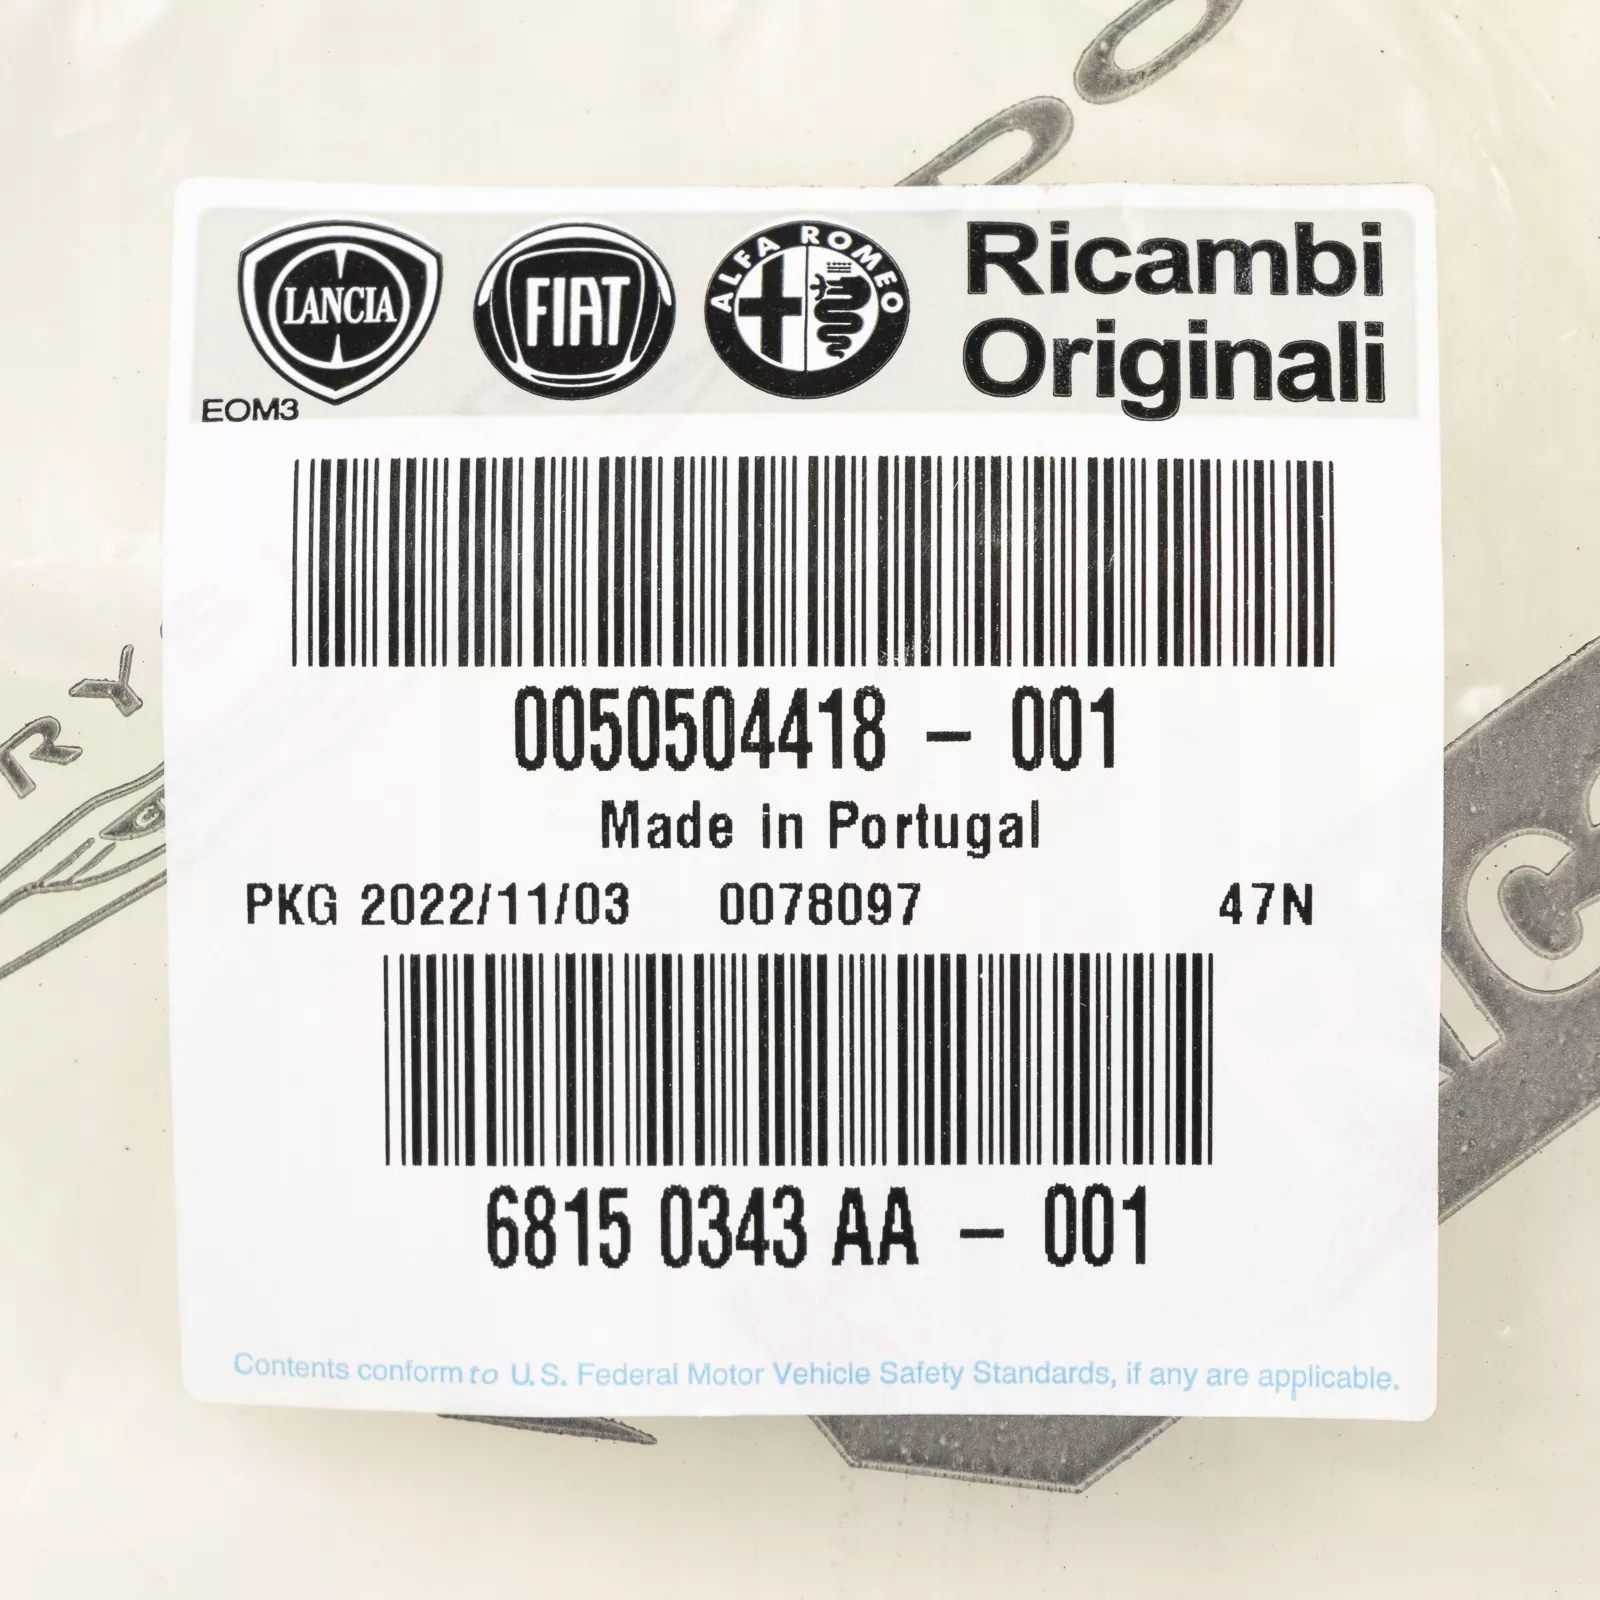 LANCIA FIAT ALFA ROMEO Ricambi
Originali
EOM3
0050504418 - 001
Made in Portugal
PKG 2022/11/03 0078097 47N
6815 0343 AA - 001
Contents conform to U.S. Federal Motor Vehicle Safety Standards, if any are applicable.